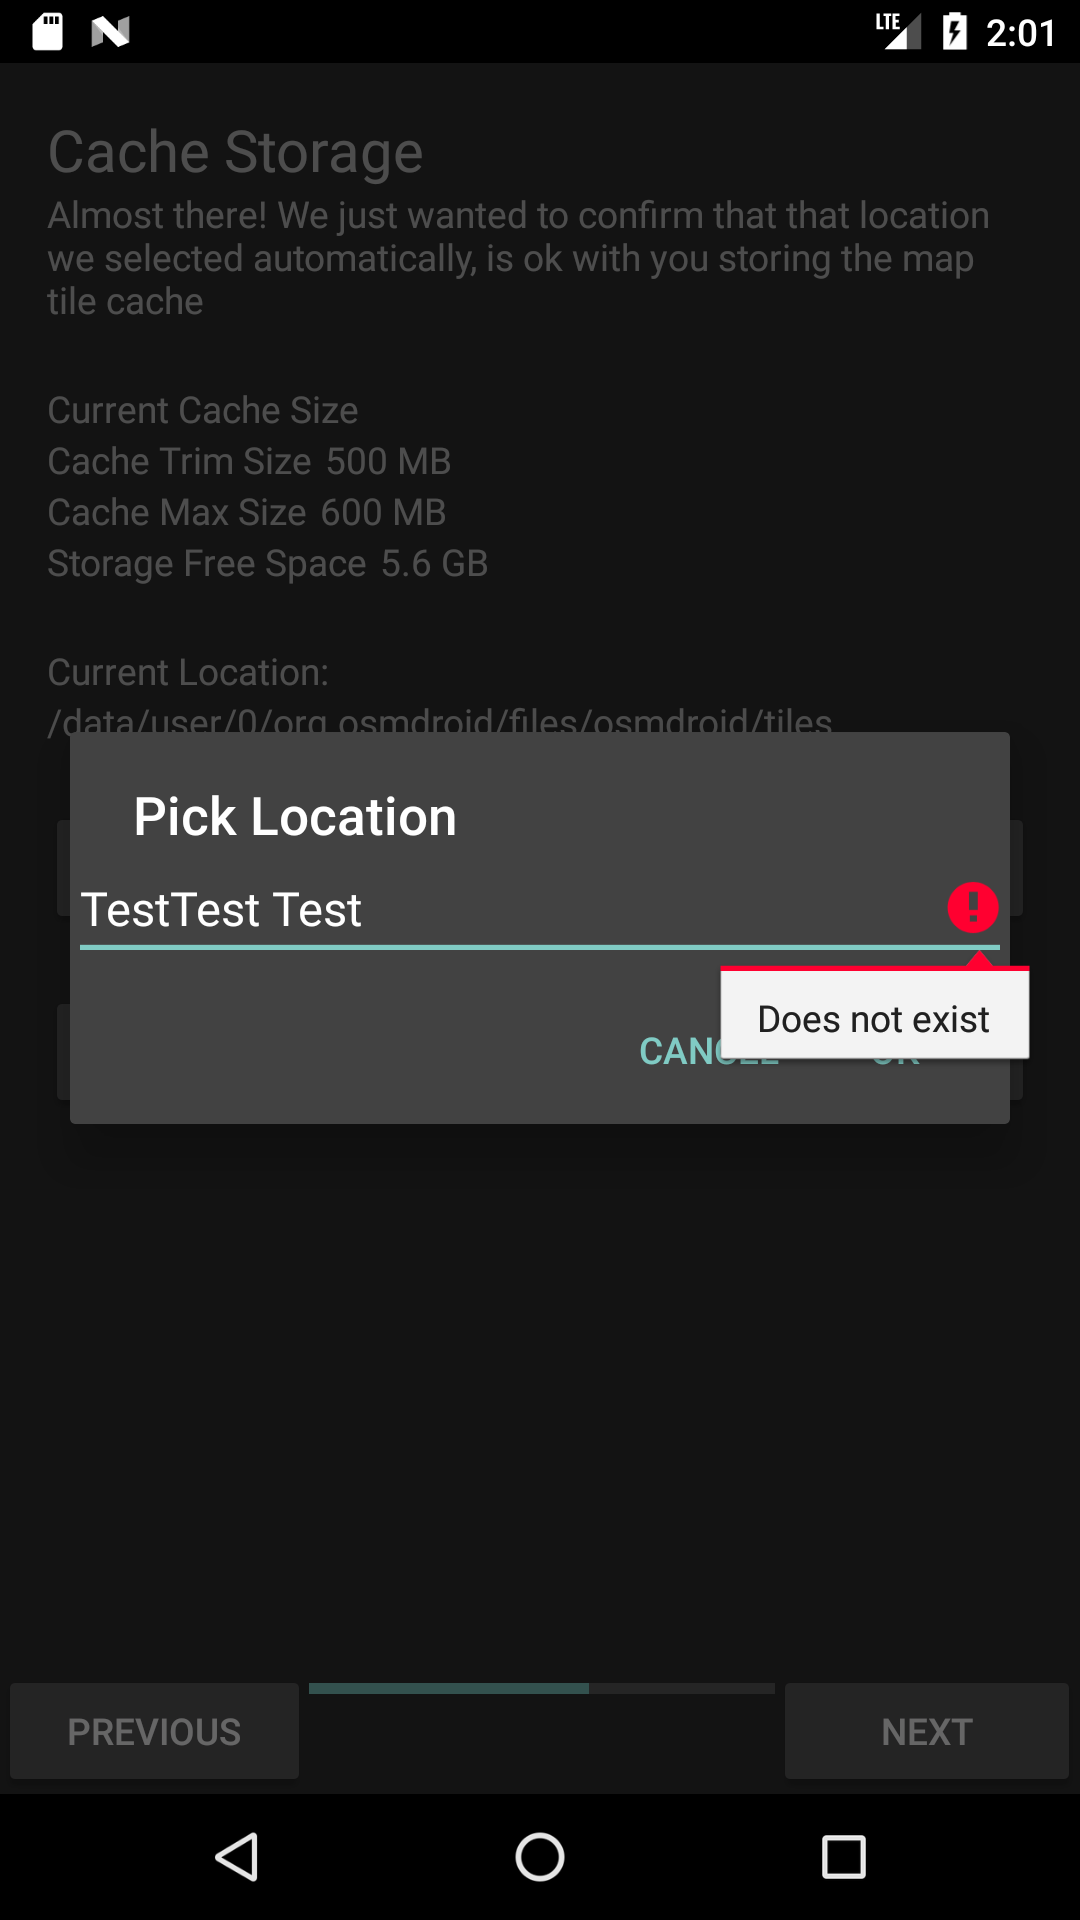 LTE 2:01
Cache Storage
Almost there! We just wanted to confirm that that location
we selected automatically, is ok with you storing the map
tile cache
Current Cache Size
Cache Trim Size 500 MB
Cache Max Size 600 MB
Storage Free Space 5.6 GB
Current Location:
/data/user/0/org.osmdroid/files/osmdroid/tiles
Pick Location
TestTest Test
Does not exist
CANCEL OK
PREVIOUS NEXT